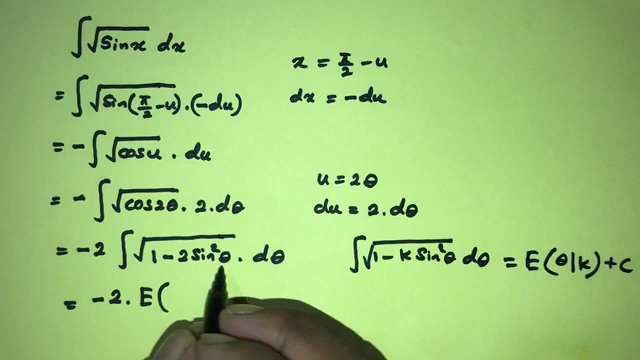 ∫√sinx dx
x = π/2 - u
= ∫√sin(π/2 - u) . (-du)
dx = -du
= - ∫√cosu . du
u = 2θ
= - ∫√cos2θ . 2.dθ
du = 2.dθ
= -2 ∫√1-2sin²θ . dθ
∫√1-k sin²θ dθ = E(θ|k) + c
= -2. E(